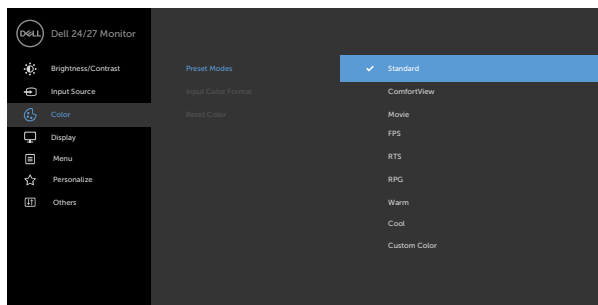 DELL
Dell 24/27 Monitor
Brightness/Contrast
Input Source
Color
Display
Menu
Personalize
Others
Preset Modes
Input Color Format
Reset Color
Standard
ComfortView
Movie
FPS
RTS
RPG
Warm
Cool
Custom Color